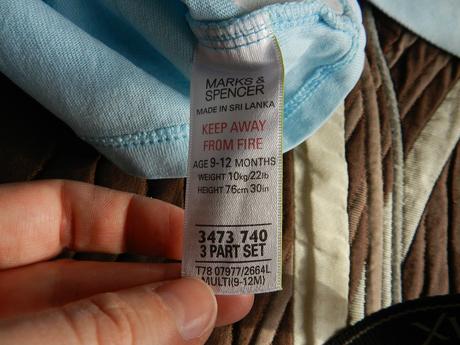 MARKS &
SPENCER
MADE IN SRI LANKA
KEEP AWAY
FROM FIRE
AGE 9-12 MONTHS
WEIGHT 10kg/22lb
HEIGHT 76cm 30in
3473 740
3 PART SET
T78 07977/2664L
MULTI(9-12M)